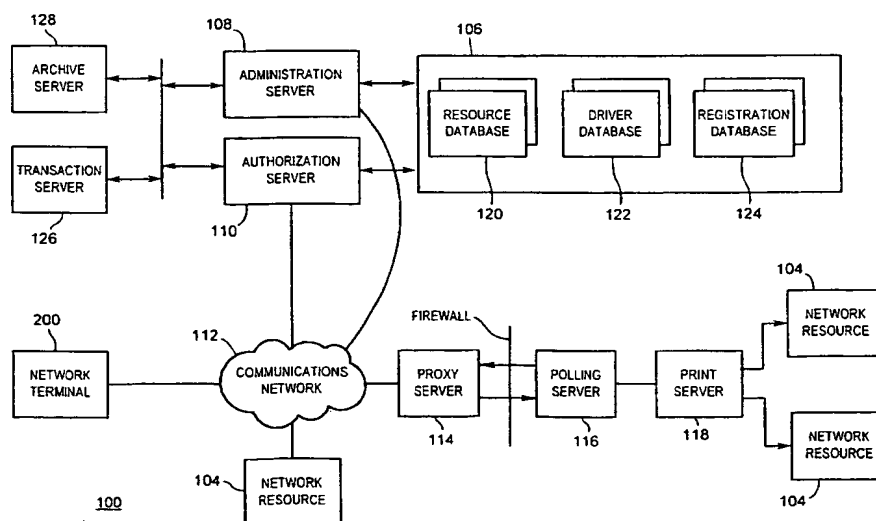 128
108
106
ARCHIVE
SERVER
ADMINISTRATION
SERVER
RESOURCE
DATABASE
DRIVER
DATABASE
REGISTRATION
DATABASE
TRANSACTION
SERVER
AUTHORIZATION
SERVER
120
122
124
126
110
104
NETWORK
RESOURCE
200
112
FIREWALL
NETWORK
TERMINAL
COMMUNICATIONS
NETWORK
PROXY
SERVER
POLLING
SERVER
PRINT
SERVER
114
116
118
NETWORK
RESOURCE
104
104
NETWORK
RESOURCE
100